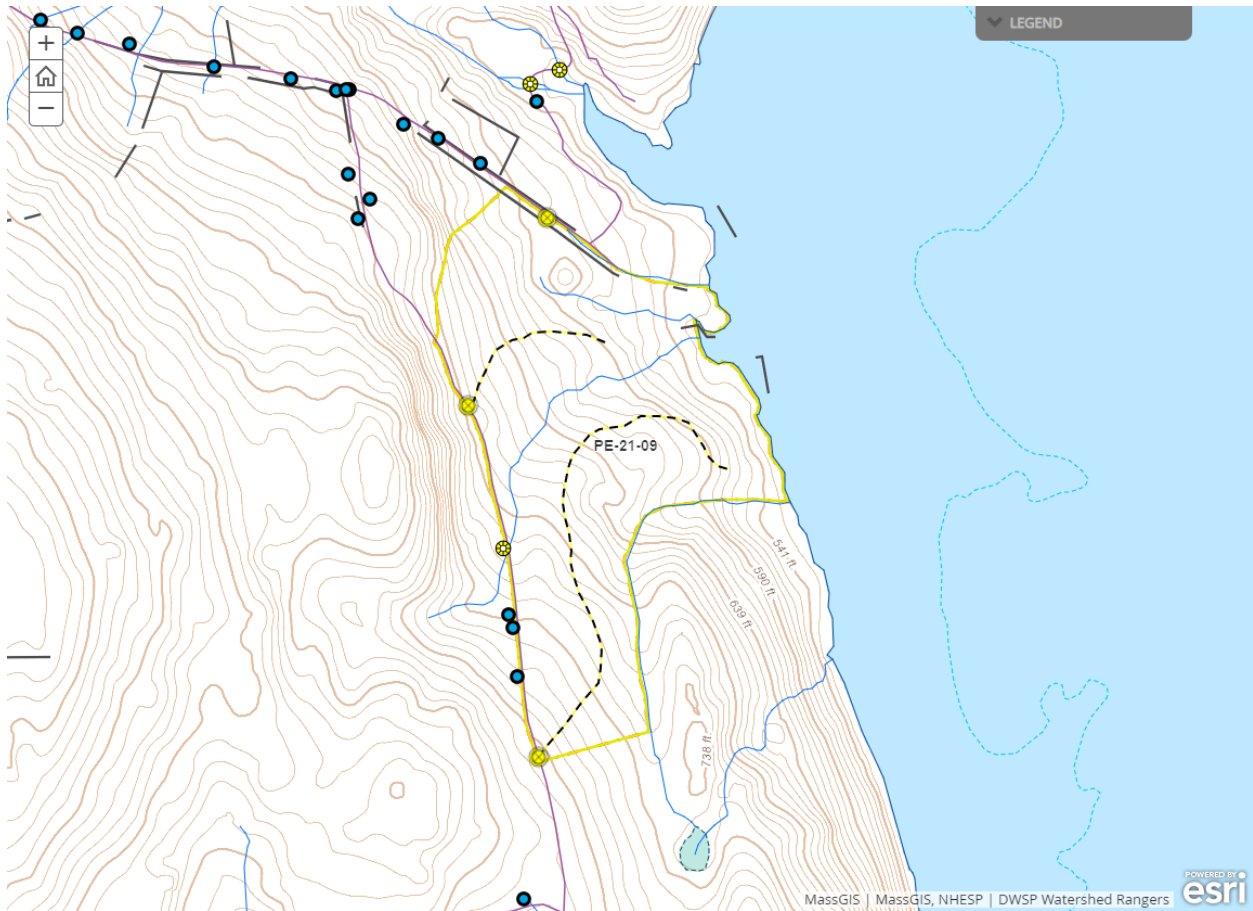 +
−
LEGEND
PE-21-09
541 ft
590 ft
639 ft
738 ft
MassGIS | MassGIS, NHESP | DWSP Watershed Rangers
POWERED BY
esri